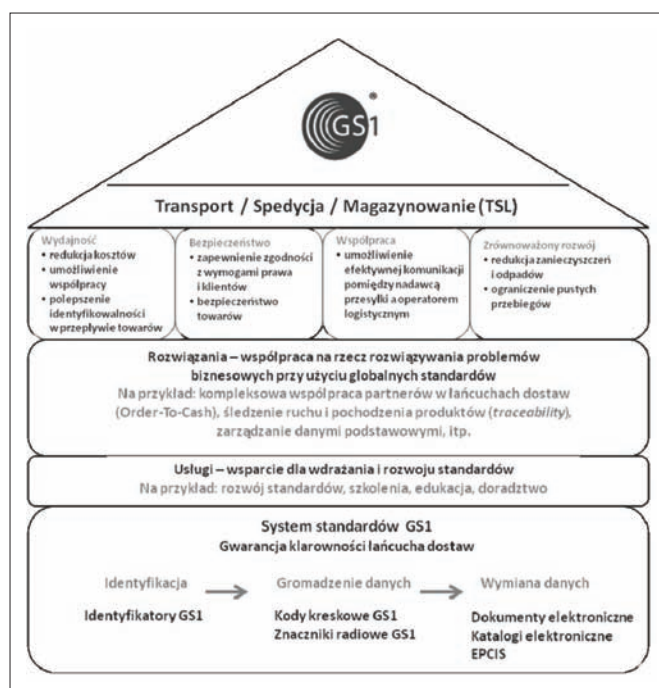 GS1®
Transport / Spedycja / Magazynowanie (TSL)
Wydajność
• redukcja kosztów
• umożliwienie
współpracy
• polepszenie
identyfikowalności
w przepływie towarów
Bezpieczeństwo
• zapewnienie zgodności
z wymogami prawa
i klientów
• bezpieczeństwo
towarów
Współpraca
• umożliwienie
efektywnej komunikacji
pomiędzy nadawcą
przesyłki a operatorem
logistycznym
Zrównoważony rozwój
• redukcja zanieczyszczeń
i odpadów
• ograniczenie pustych
przebiegów
Rozwiązania – współpraca na rzecz rozwiązywania problemów
biznesowych przy użyciu globalnych standardów
Na przykład: kompleksowa współpraca partnerów w łańcuchach dostaw
(Order-To-Cash), śledzenie ruchu i pochodzenia produktów (traceability),
zarządzanie danymi podstawowymi, itp.
Usługi – wsparcie dla wdrażania i rozwoju standardów
Na przykład: rozwój standardów, szkolenia, edukacja, doradztwo
System standardów GS1
Gwarancja klarowności łańcucha dostaw
Identyfikacja
Identyfikatory GS1
Gromadzenie danych
Kody kreskowe GS1
Znaczniki radiowe GS1
Wymiana danych
Dokumenty elektroniczne
Katalogi elektroniczne
EPCIS